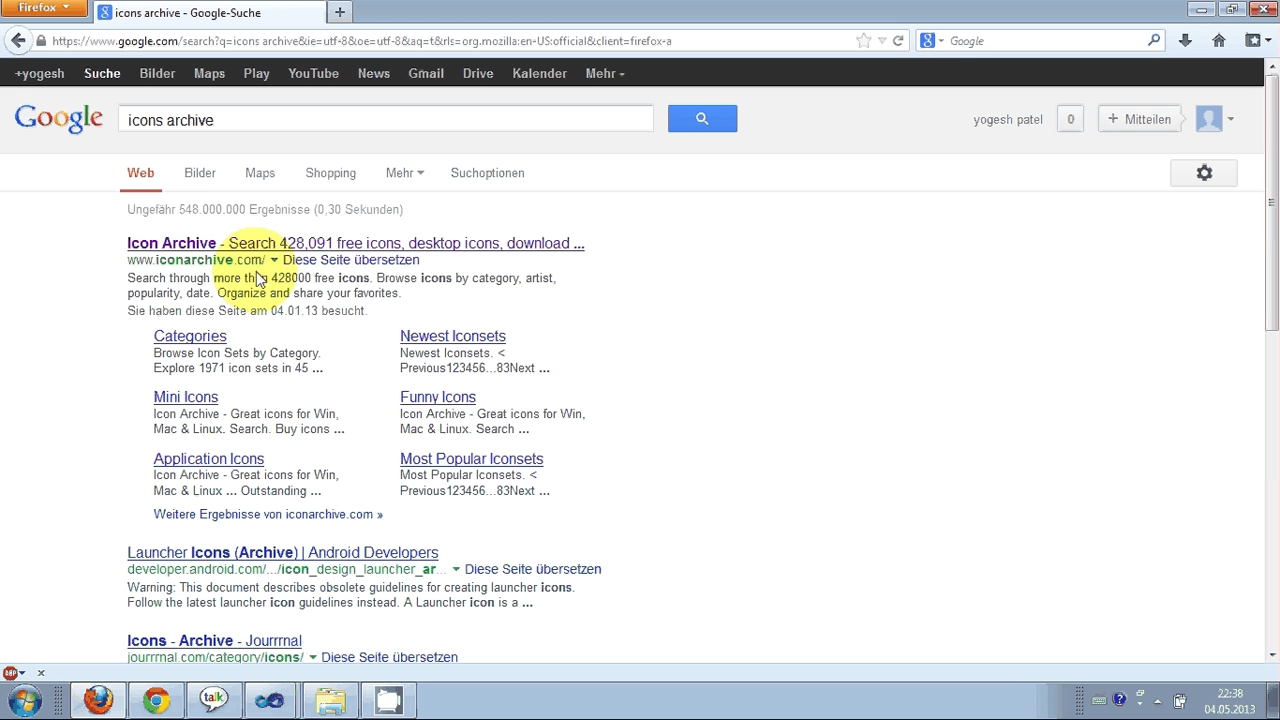 Firefox
icons archive - Google-Suche
https://www.google.com/search?q=icons archive&ie=utf-8&oe=utf-8&aq=t&rls=org.mozilla:en-US:official&client=firefox-a
Google
+yogesh Suche Bilder Maps Play YouTube News Gmail Drive Kalender Mehr
Google
icons archive
yogesh patel 0 + Mitteilen
Web Bilder Maps Shopping Mehr Suchoptionen
Ungefähr 548.000.000 Ergebnisse (0,30 Sekunden)
Icon Archive - Search 428,091 free icons, desktop icons, download ...
www.iconarchive.com/ Diese Seite übersetzen
Search through more than 428000 free icons. Browse icons by category, artist,
popularity, date. Organize and share your favorites.
Sie haben diese Seite am 04.01.13 besucht.
Categories
Browse Icon Sets by Category.
Explore 1971 icon sets in 45 ...
Newest Iconsets
Newest Iconsets. <
Previous123456...83Next ...
Mini Icons
Icon Archive - Great icons for Win,
Mac & Linux. Search. Buy icons ...
Funny Icons
Icon Archive - Great icons for Win,
Mac & Linux. Search ...
Application Icons
Icon Archive - Great icons for Win,
Mac & Linux ... Outstanding ...
Most Popular Iconsets
Most Popular Iconsets. <
Previous123456...83Next ...
Weitere Ergebnisse von iconarchive.com »
Launcher Icons (Archive) | Android Developers
developer.android.com/.../icon_design_launcher_ar... Diese Seite übersetzen
Warning: This document describes obsolete guidelines for creating launcher icons.
Follow the latest launcher icon guidelines instead. A Launcher icon is a ...
Icons - Archive - Jourrrnal
jourrrnal.com/category/icons/ Diese Seite übersetzen
ABP
talk
22:38
04.05.2013